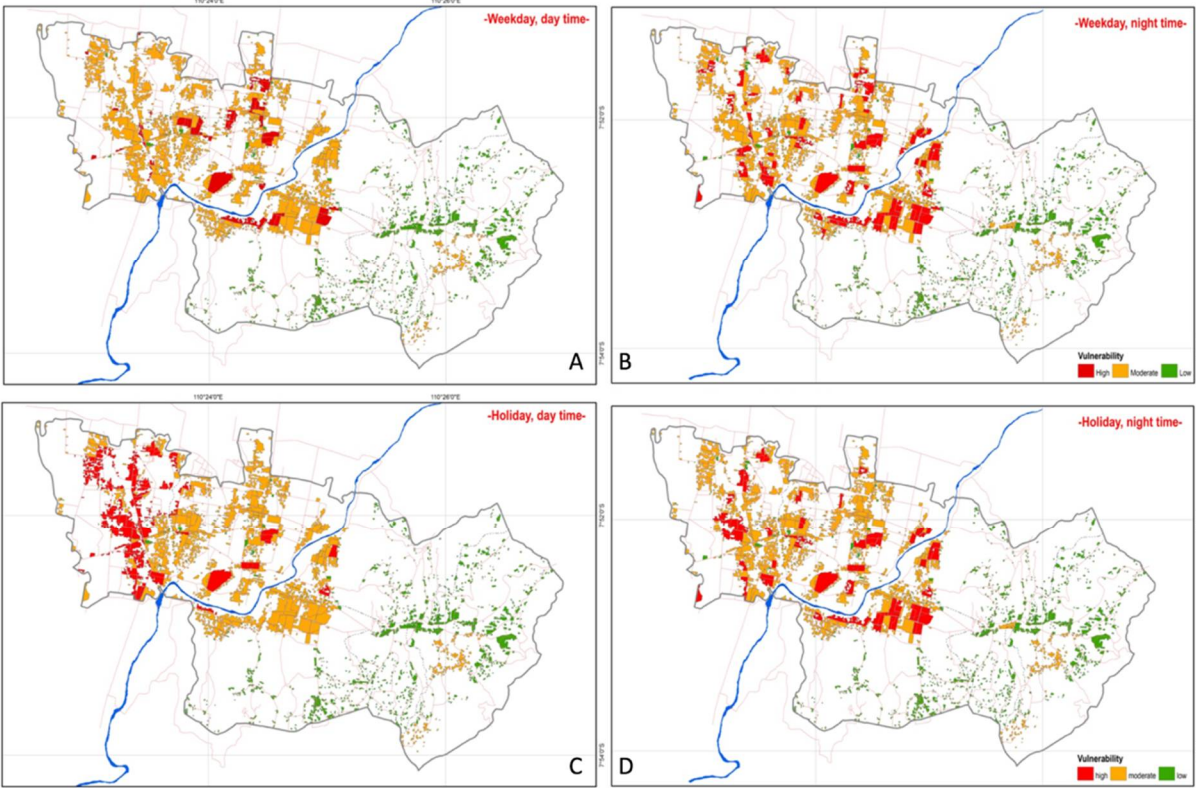 110°24'0"E
110°26'0"E
-Weekday, day time-
-Weekday, night time-
7°52'0"S
7°54'0"S
A
B
Vulnerability
High
Moderate
Low
110°24'0"E
110°26'0"E
-Holiday, day time-
-Holiday, night time-
7°52'0"S
7°54'0"S
C
D
Vulnerability
high
moderate
low